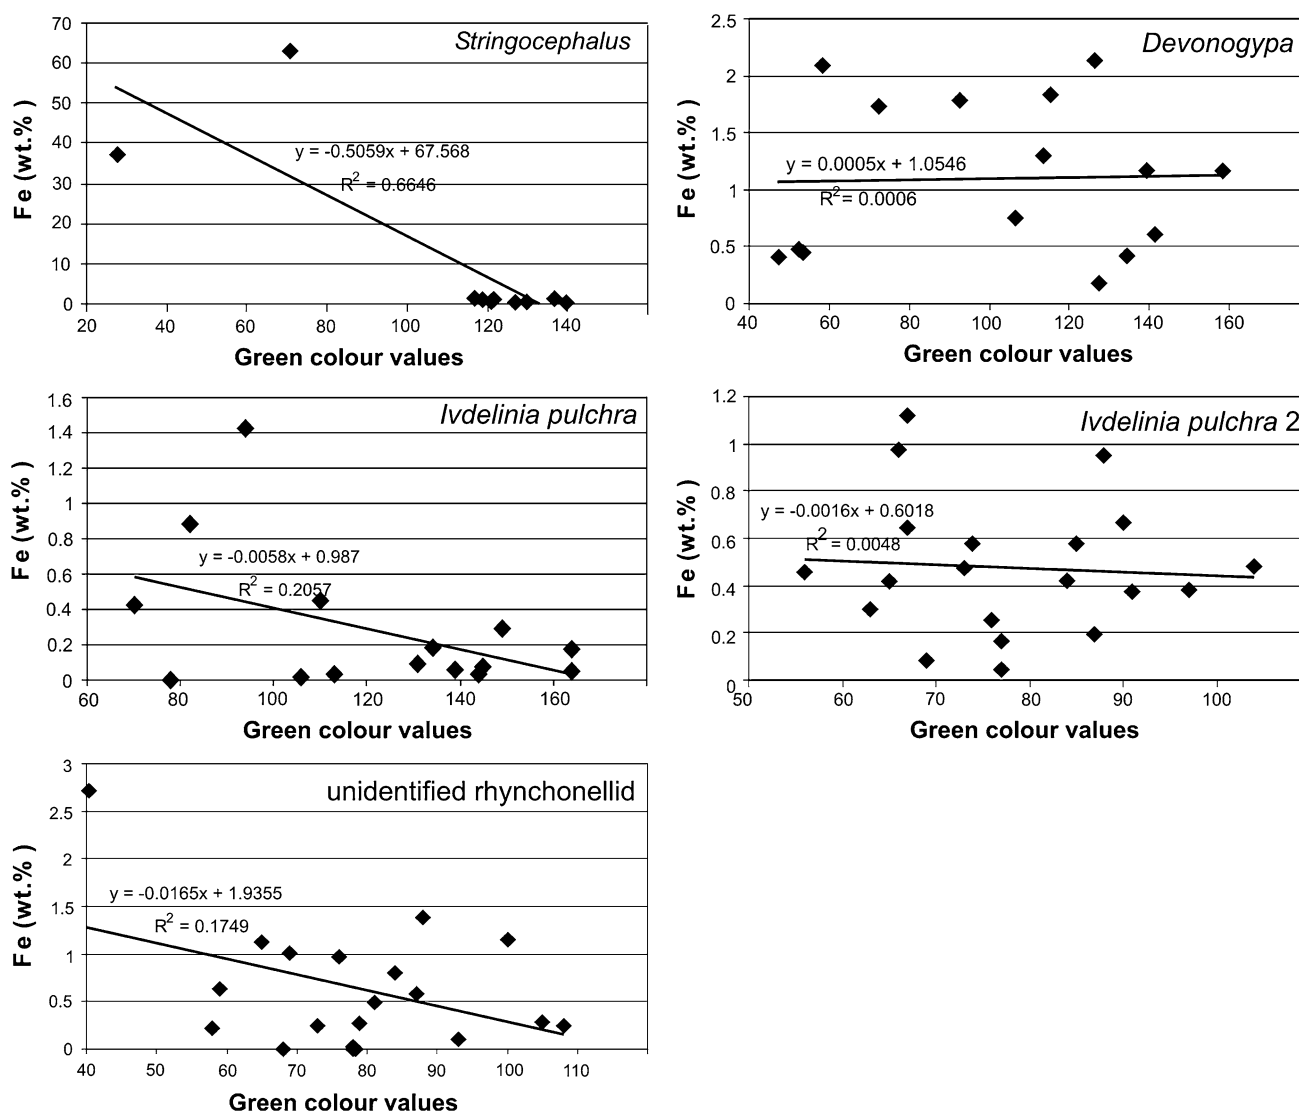 Stringocephalus
Fe (wt.%)
70
60
50
40
30
20
10
0
y = -0.5059x + 67.568
R2 = 0.6646
20 40 60 80 100 120 140
Green colour values
Devonogypa
Fe (wt.%)
2.5
2
1.5
1
0.5
0
y = 0.0005x + 1.0546
R2 = 0.0006
40 60 80 100 120 140 160
Green colour values
Ivdelinia pulchra
Fe (wt.%)
1.6
1.4
1.2
1
0.8
0.6
0.4
0.2
0
y = -0.0058x + 0.987
R2 = 0.2057
60 80 100 120 140 160
Green colour values
Ivdelinia pulchra 2
Fe (wt.%)
1.2
1
0.8
0.6
0.4
0.2
0
y = -0.0016x + 0.6018
R2 = 0.0048
50 60 70 80 90 100
Green colour values
unidentified rhynchonellid
Fe (wt.%)
3
2.5
2
1.5
1
0.5
0
y = -0.0165x + 1.9355
R2 = 0.1749
40 50 60 70 80 90 100 110
Green colour values